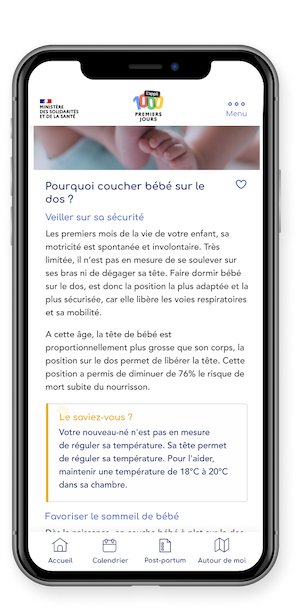 MINISTÈRE
DES SOLIDARITÉS
ET DE LA SANTÉ
1000
PREMIERS
JOURS
Menu
Pourquoi coucher bébé sur le
dos ?
Veiller sur sa sécurité
Les premiers mois de la vie de votre enfant, sa
motricité est spontanée et involontaire. Très
limitée, il n'est pas en mesure de se soulever sur
ses bras ni de dégager sa tête. Faire dormir bébé
sur le dos, est donc la position la plus adaptée et la
plus sécurisée, car elle libère les voies respiratoires
et sa mobilité.
A cette âge, la tête de bébé est
proportionnellement plus grosse que son corps, la
position sur le dos permet de libérer la tête. Cette
position a permis de diminuer de 76% le risque de
mort subite du nourrisson.
Le saviez-vous ?
Votre nouveau-né n'est pas en mesure
de réguler sa température. Sa tête permet
de réguler sa température. Pour l'aider,
maintenir une température de 18°C à 20°C
dans sa chambre.
Favoriser le sommeil de bébé
Accueil
Calendrier
Post-partum
Autour de moi